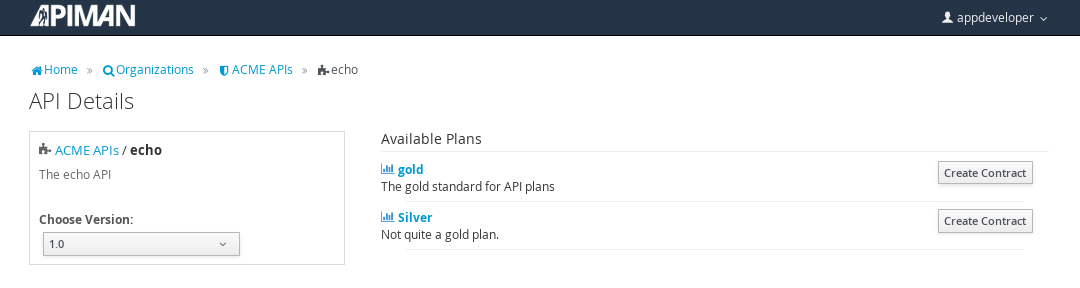 APIMAN
appdeveloper
Home » Organizations » ACME APIs » echo
API Details
ACME APIs / echo
The echo API
Choose Version:
1.0
Available Plans
gold
Create Contract
The gold standard for API plans
Silver
Create Contract
Not quite a gold plan.